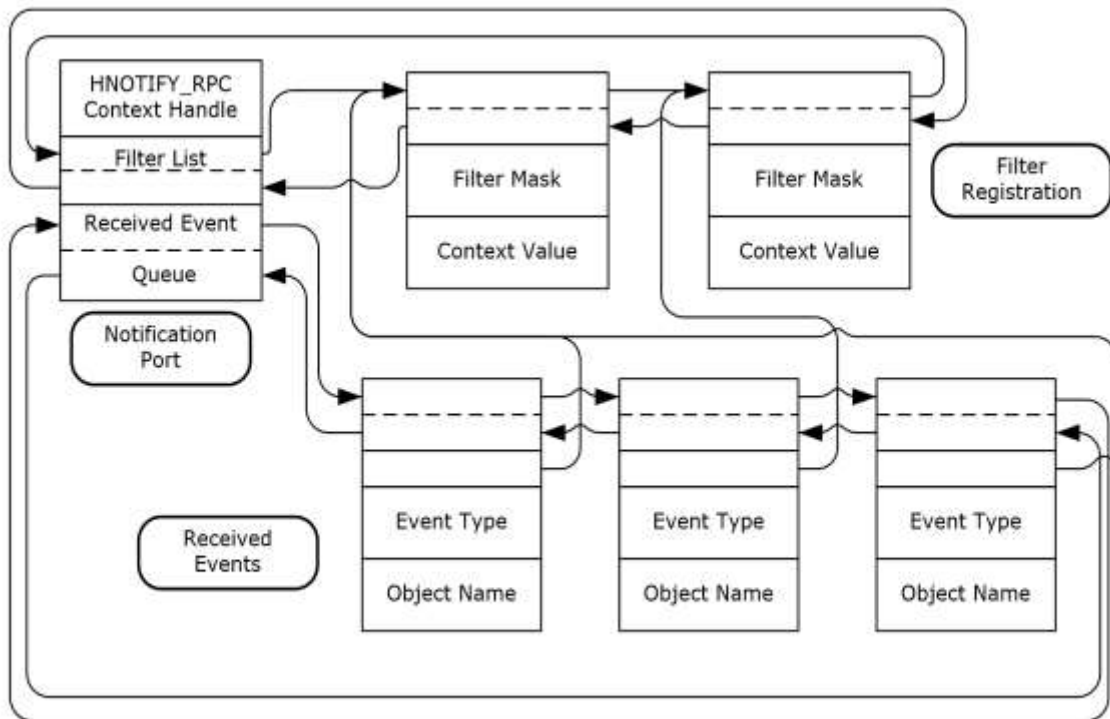 HNOTIFY_RPC
Context Handle
Filter List
Received Event
Queue
Notification
Port
Filter Mask
Context Value
Filter Mask
Context Value
Filter
Registration
Received
Events
Event Type
Object Name
Event Type
Object Name
Event Type
Object Name